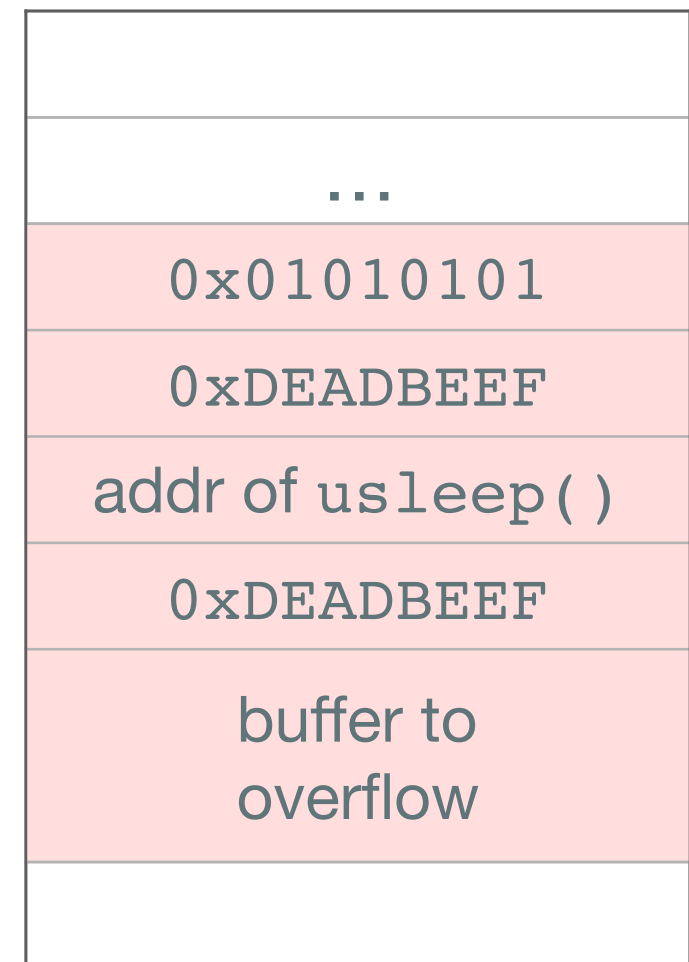 ...
0x01010101
0xDEADBEEF
addr of usleep()
0xDEADBEEF
buffer to
overflow